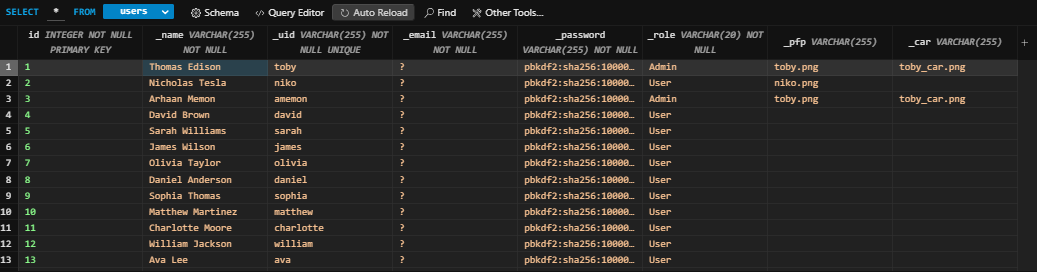 SELECT * FROM users Schema Query Editor Auto Reload Find Other Tools...
id INTEGER NOT NULL PRIMARY KEY _name VARCHAR(255) NOT NULL _uid VARCHAR(255) NOT NULL UNIQUE _email VARCHAR(255) NOT NULL _password VARCHAR(255) NOT NULL _role VARCHAR(20) NOT NULL _pfp VARCHAR(255) _car VARCHAR(255) +
1 1 Thomas Edison toby ? pbkdf2:sha256:10000… Admin toby.png toby_car.png
2 2 Nicholas Tesla niko ? pbkdf2:sha256:10000… User niko.png
3 3 Arhaan Memon amemon ? pbkdf2:sha256:10000… Admin toby.png toby_car.png
4 4 David Brown david ? pbkdf2:sha256:10000… User
5 5 Sarah Williams sarah ? pbkdf2:sha256:10000… User
6 6 James Wilson james ? pbkdf2:sha256:10000… User
7 7 Olivia Taylor olivia ? pbkdf2:sha256:10000… User
8 8 Daniel Anderson daniel ? pbkdf2:sha256:10000… User
9 9 Sophia Thomas sophia ? pbkdf2:sha256:10000… User
10 10 Matthew Martinez matthew ? pbkdf2:sha256:10000… User
11 11 Charlotte Moore charlotte ? pbkdf2:sha256:10000… User
12 12 William Jackson william ? pbkdf2:sha256:10000… User
13 13 Ava Lee ava ? pbkdf2:sha256:10000… User